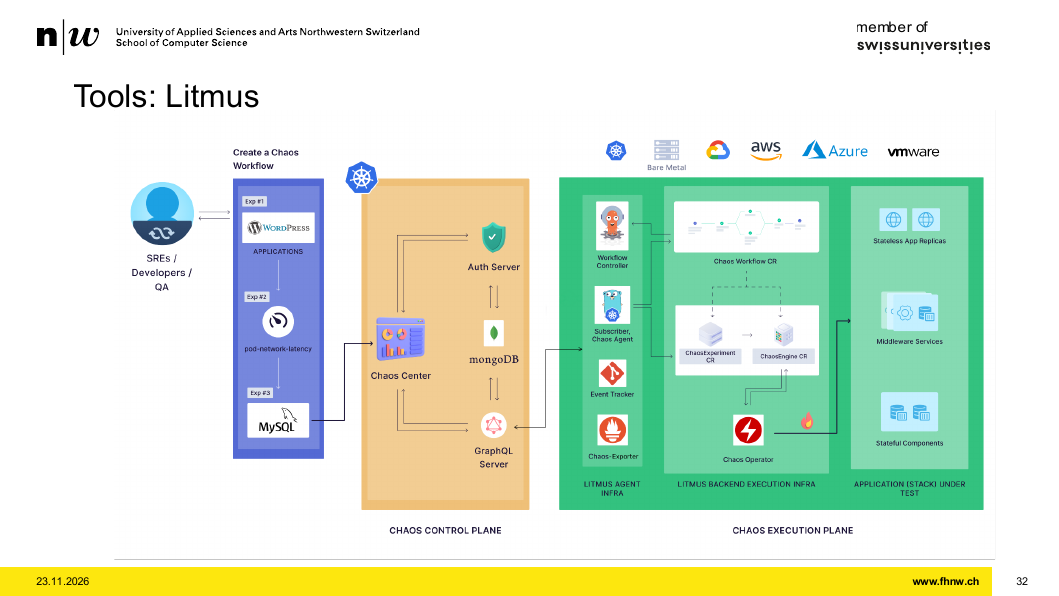 n|w
University of Applied Sciences and Arts Northwestern Switzerland
School of Computer Science
member of
swissuniversities
Tools: Litmus
Create a Chaos
Workflow
Bare Metal
aws
Azure
vmware
SREs /
Developers /
QA
Exp #1
WORDPRESS
APPLICATIONS
Exp #2
pod-network-latency
Exp #3
MySQL
Auth Server
Chaos Center
mongoDB
GraphQL
Server
Workflow
Controller
Subscriber,
Chaos Agent
Event Tracker
Chaos-Exporter
LITMUS AGENT
INFRA
Chaos Workflow CR
ChaosExperiment
CR
ChaosEngine CR
Chaos Operator
LITMUS BACKEND EXECUTION INFRA
Stateless App Replicas
Middleware Services
Stateful Components
APPLICATION (STACK) UNDER
TEST
CHAOS CONTROL PLANE
CHAOS EXECUTION PLANE
23.11.2026
www.fhnw.ch
32